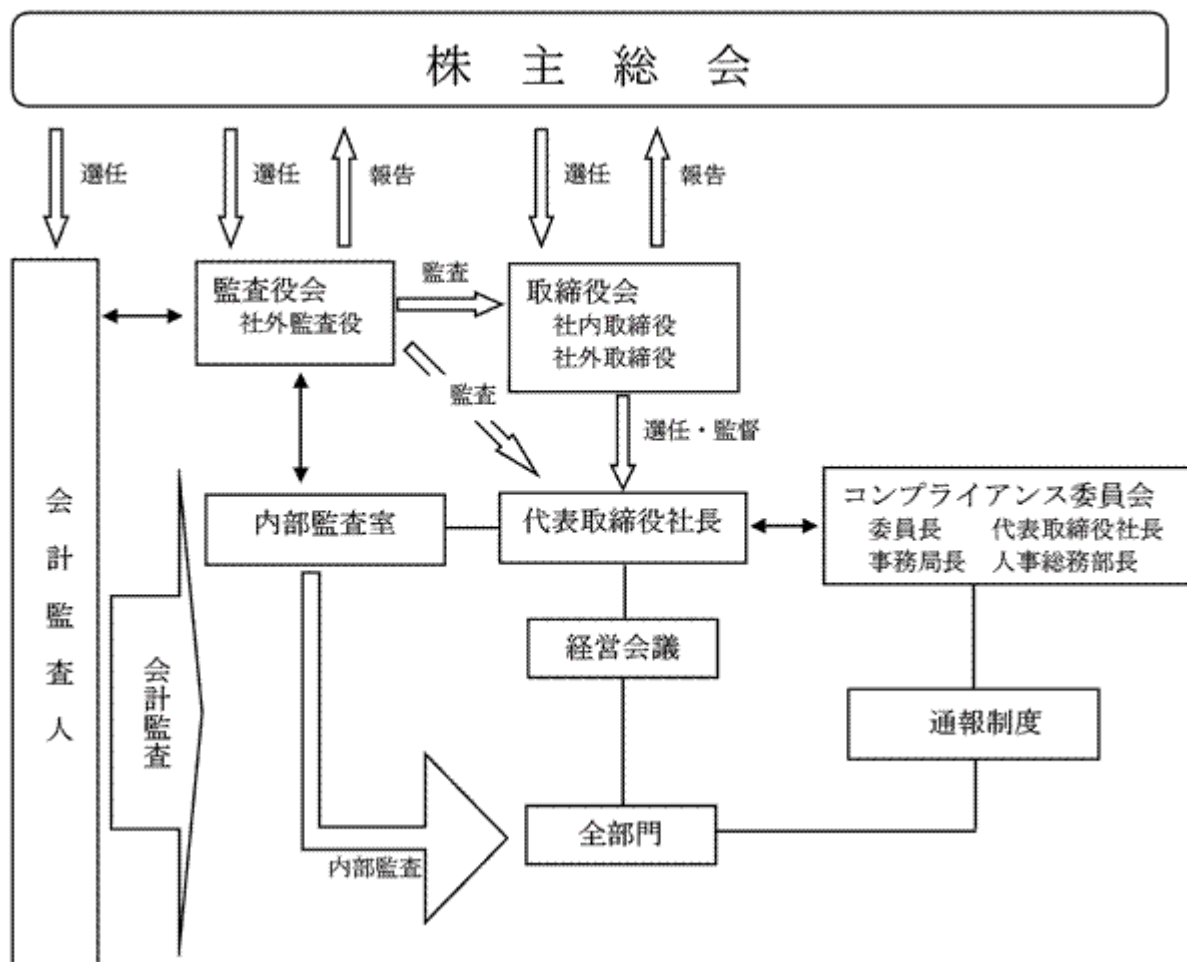 株主総会
選任
選任
報告
選任
報告
監査役会
社外監査役
監査
取締役会
社内取締役
社外取締役
監査
選任・監督
会計監査人
会計監査
内部監査室
代表取締役社長
コンプライアンス委員会
委員長 代表取締役社長
事務局長 人事総務部長
経営会議
通報制度
全部門
内部監査